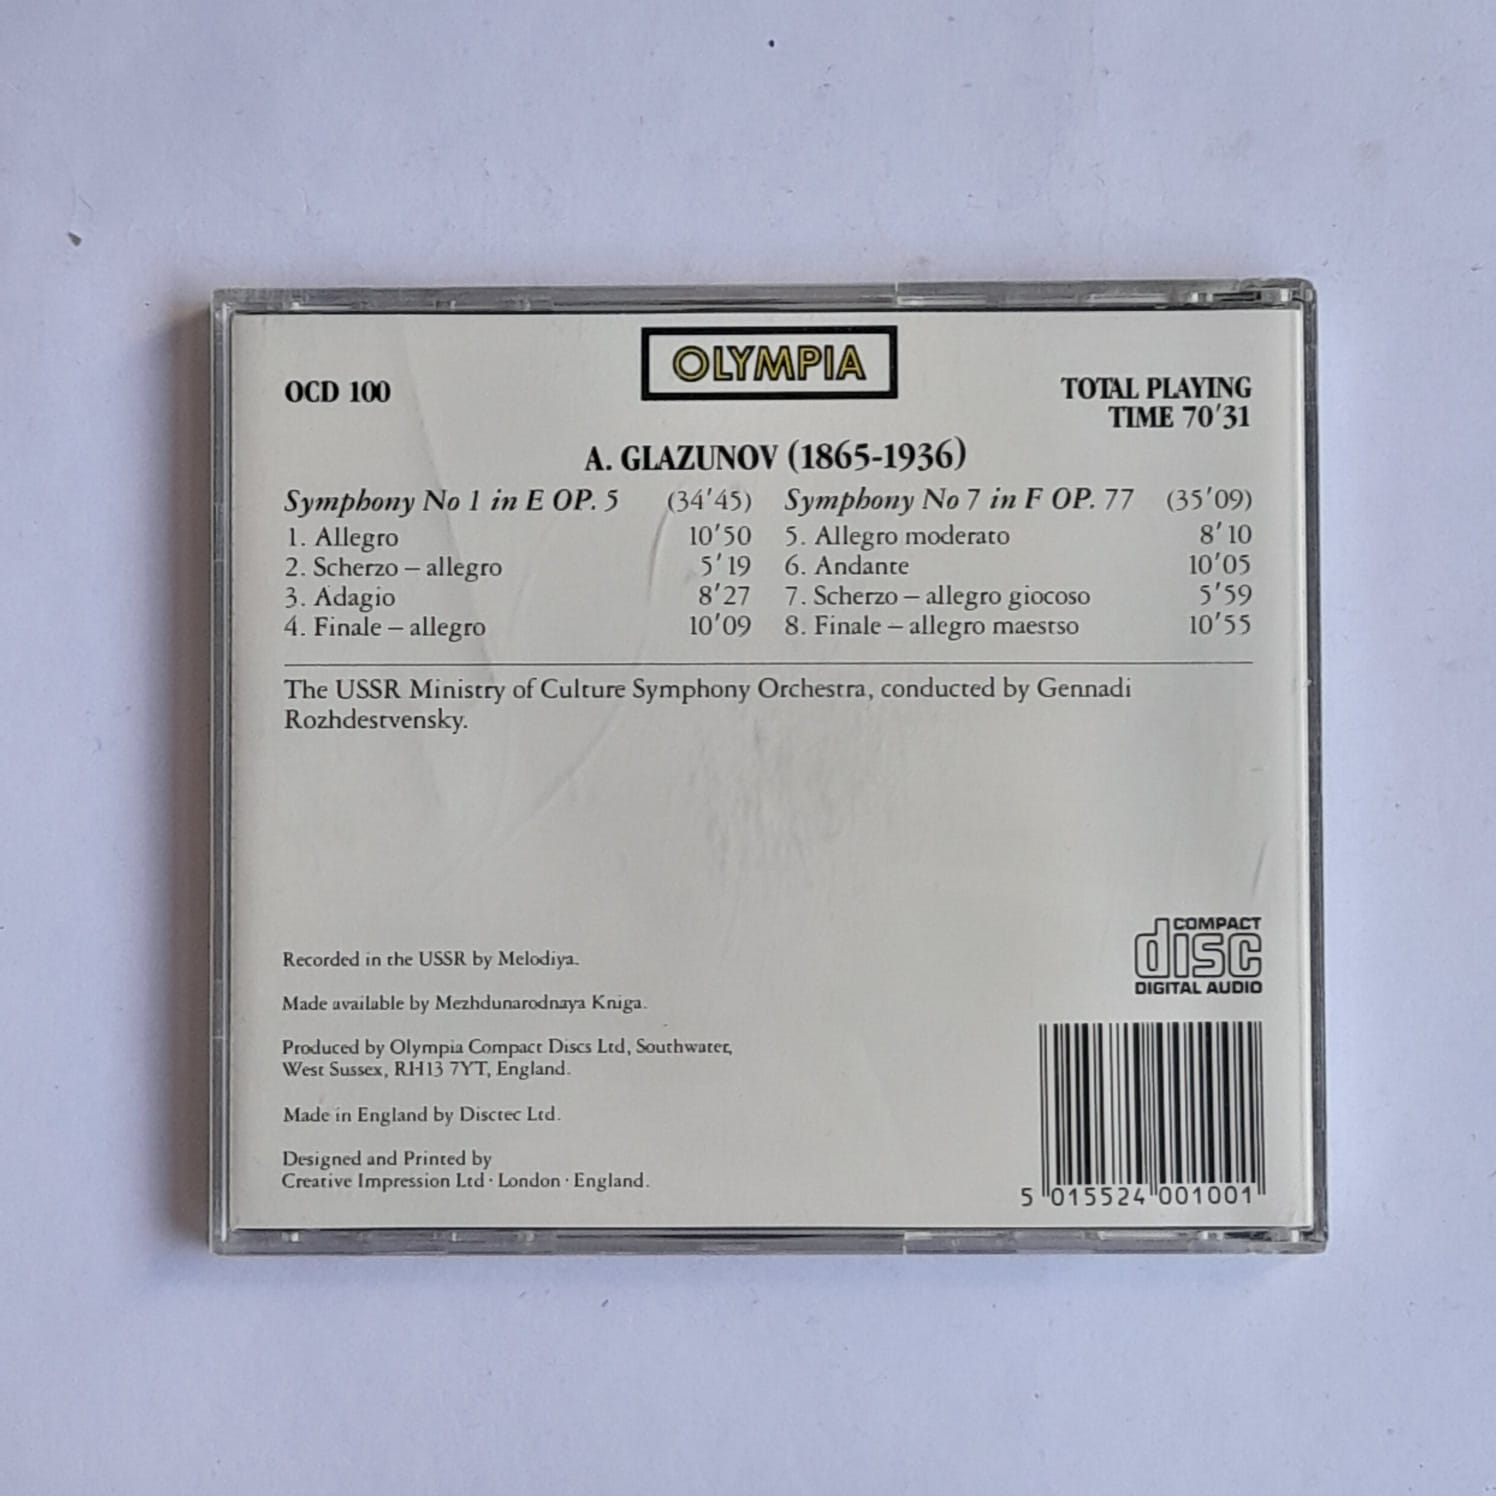 OLYMPIA
OCD 100
TOTAL PLAYING
TIME 70'31
A. GLAZUNOV (1865-1936)
Symphony No 1 in E OP. 5 (34'45)
1. Allegro 10'50
2. Scherzo – allegro 5'19
3. Adagio 8'27
4. Finale – allegro 10'09
Symphony No 7 in F OP. 77 (35'09)
5. Allegro moderato 8'10
6. Andante 10'05
7. Scherzo – allegro giocoso 5'59
8. Finale – allegro maestso 10'55
The USSR Ministry of Culture Symphony Orchestra, conducted by Gennadi
Rozhdestvensky.
Recorded in the USSR by Melodiya.
Made available by Mezhdunarodnaya Kniga.
Produced by Olympia Compact Discs Ltd, Southwater,
West Sussex, RH13 7YT, England.
Made in England by Disctec Ltd.
Designed and Printed by
Creative Impression Ltd · London · England.
COMPACT
disc
DIGITAL AUDIO
5 015524 001001